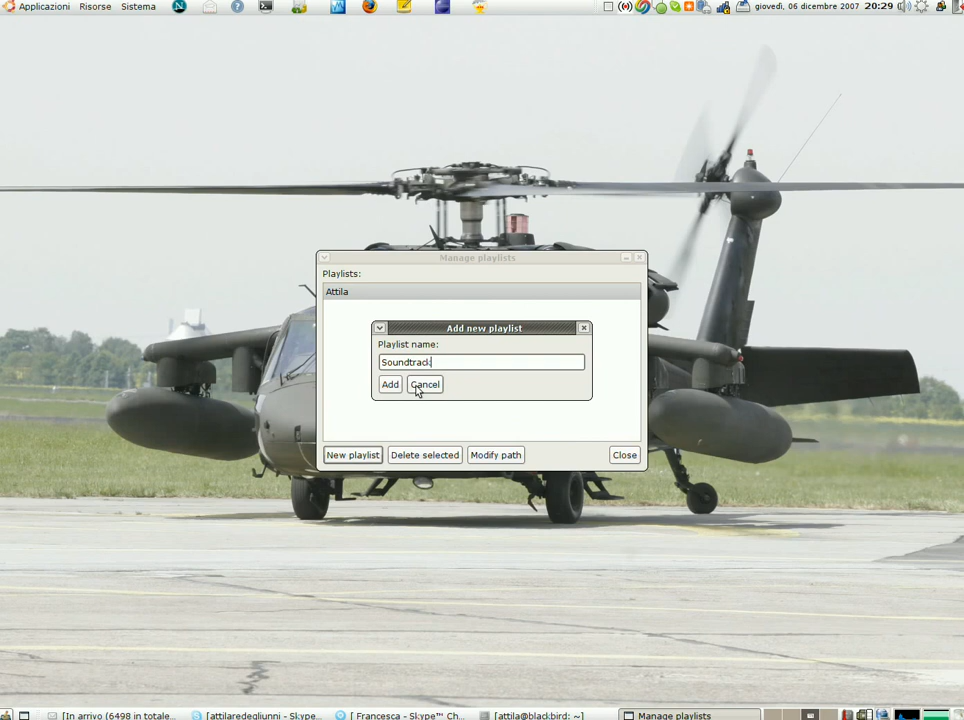 Applicazioni Risorse Sistema giovedì, 06 dicembre 2007 20:29
Manage playlists
Playlists:
Attila
Add new playlist
Playlist name:
Soundtrack
Add Cancel
New playlist Delete selected Modify path Close
[In arrivo (6498 in totale... [attilaredegliunni - Skype... [ Francesca - Skype™ Ch... [attila@blackbird: ~] Manage playlists